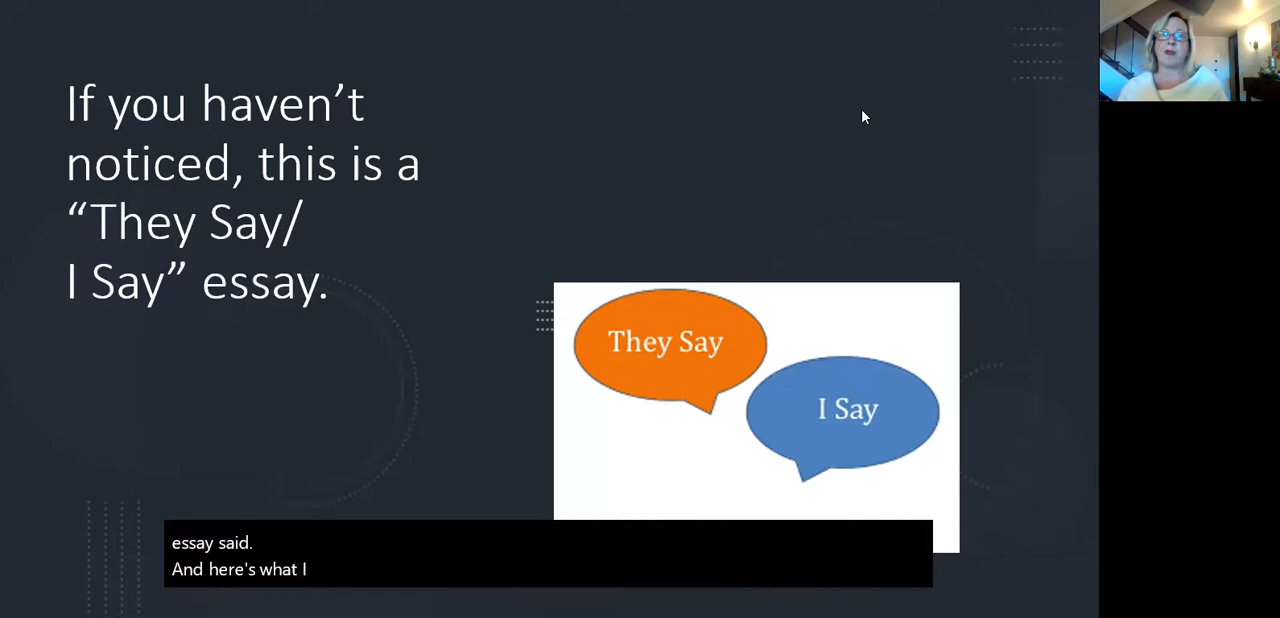 If you haven’t
noticed, this is a
“They Say/
I Say” essay.
They Say
I Say
essay said.
And here's what I